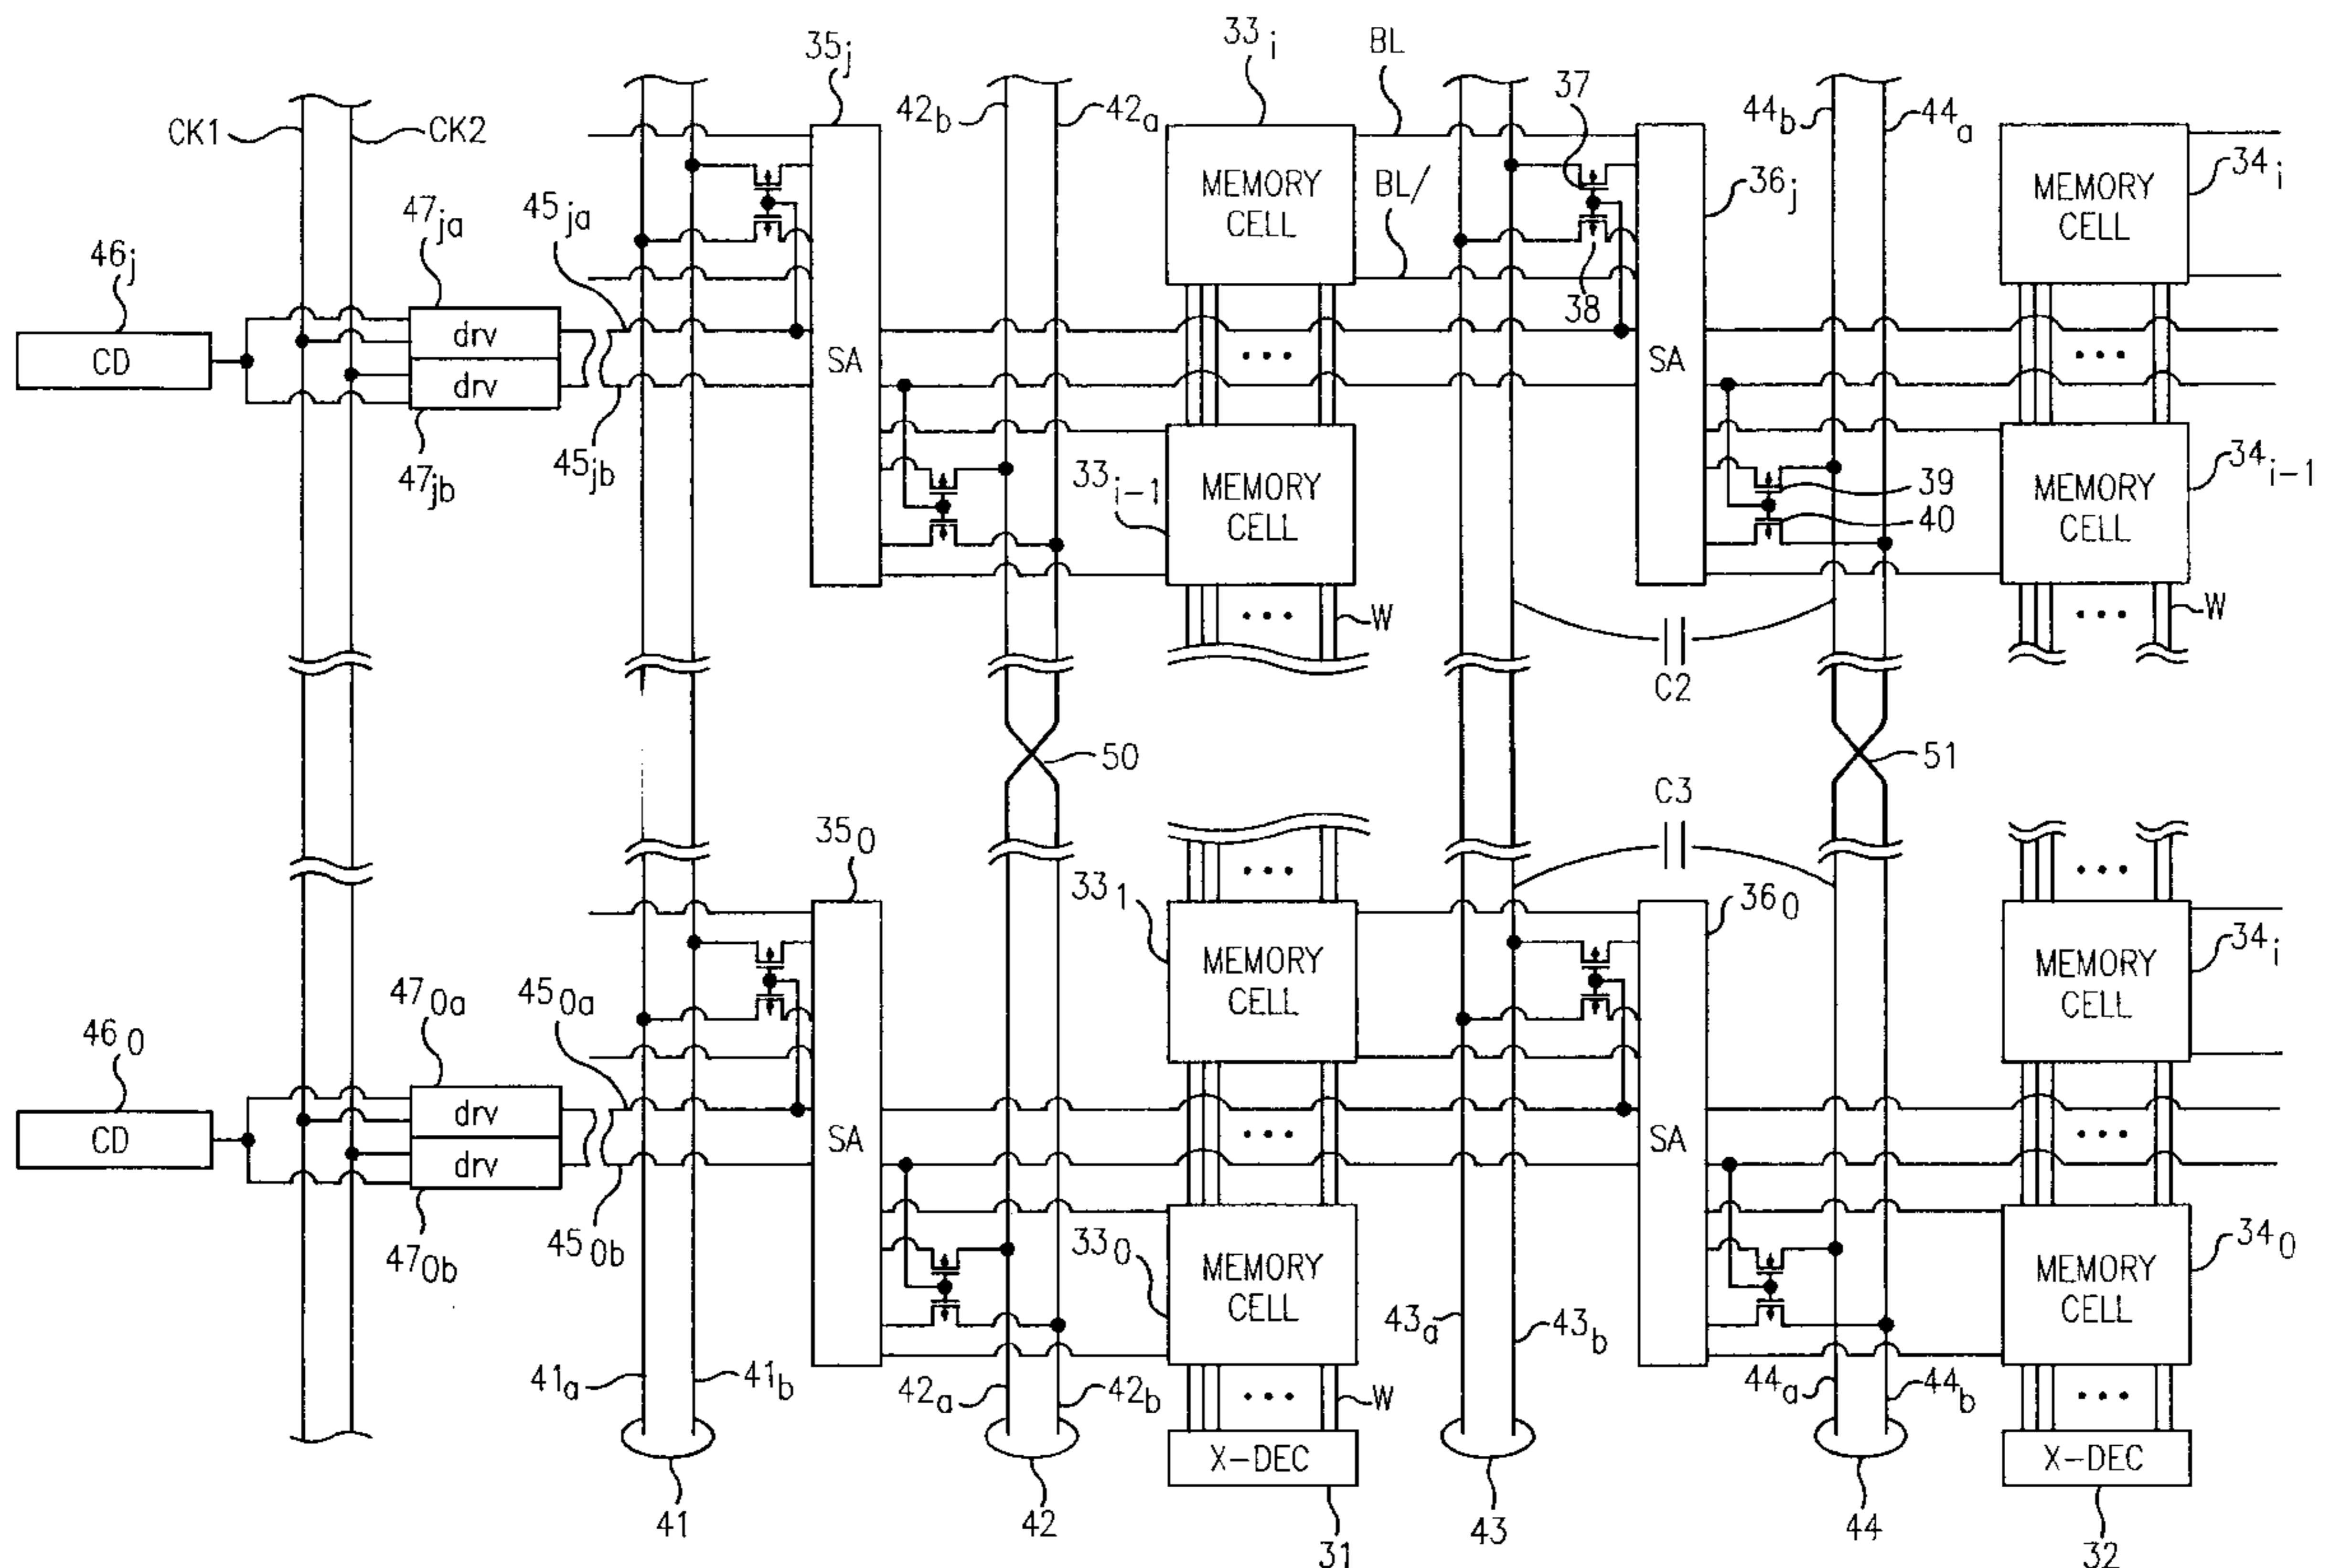 33i
35j
BL
37
42b
42a
44b
44a
CK1
CK2
MEMORY
CELL
BL/
36j
MEMORY
CELL
34i
47ja
45ja
46j
38
drv
CD
SA
...
SA
...
drv
47jb
45jb
33i-1
MEMORY
CELL
39
40
MEMORY
CELL
34i-1
...
W
...
W
C2
50
51
C3
350
331
...
360
...
MEMORY
CELL
MEMORY
CELL
34i
470a
450a
460
drv
CD
SA
...
SA
...
drv
470b
450b
330
MEMORY
CELL
MEMORY
CELL
340
43a
43b
41a
41b
42a
42b
...
W
44a
44b
...
X-DEC
X-DEC
41
42
31
43
44
32